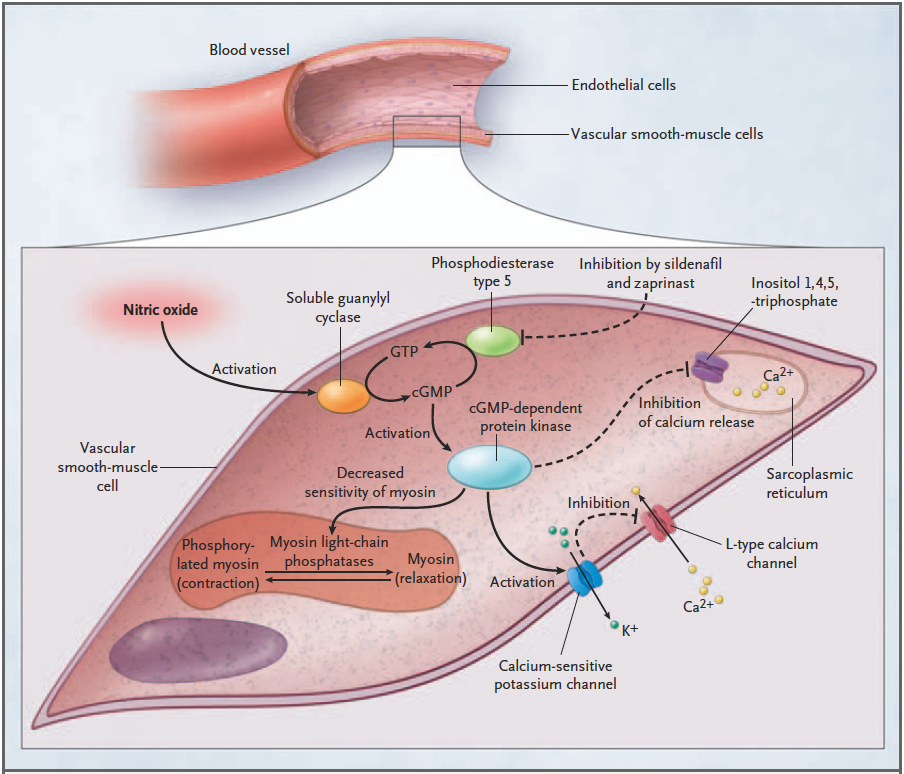 Blood vessel
Endothelial cells
Vascular smooth-muscle cells
Nitric oxide
Activation
Soluble guanylyl
cyclase
Phosphodiesterase
type 5
Inhibition by sildenafil
and zaprinast
Inositol 1,4,5,
-triphosphate
GTP
cGMP
Ca2+
Inhibition
of calcium release
Activation
cGMP-dependent
protein kinase
Vascular
smooth-muscle
cell
Decreased
sensitivity of myosin
Sarcoplasmic
reticulum
Inhibition
Phosphory-
lated myosin
(contraction)
Myosin light-chain
phosphatases
Myosin
(relaxation)
Activation
L-type calcium
channel
Ca2+
K+
Calcium-sensitive
potassium channel